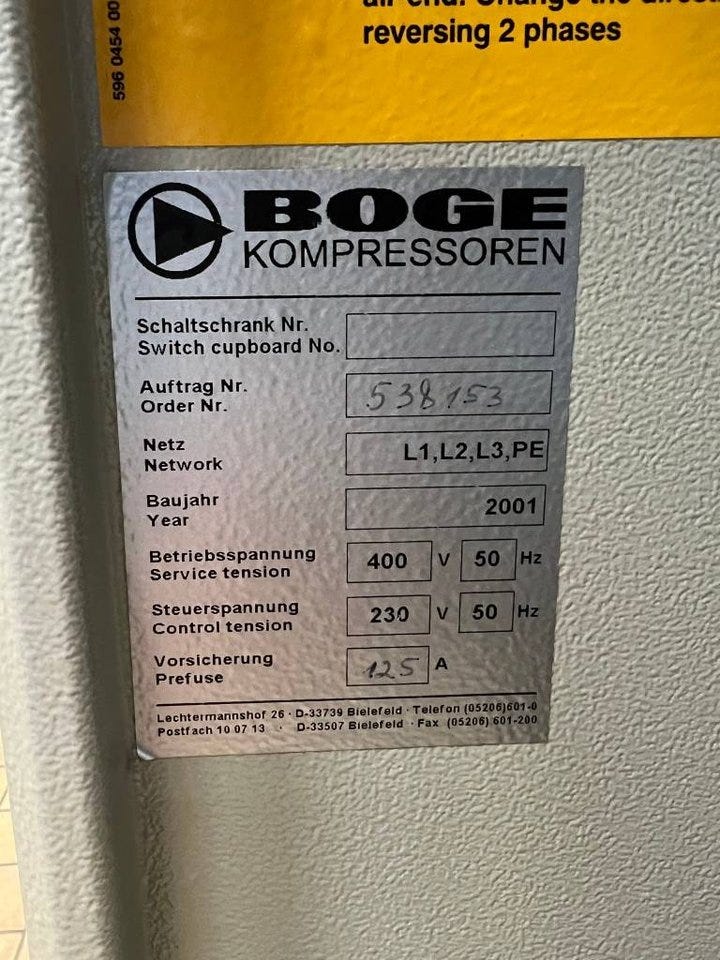 reversing 2 phases
596 0454 00
BOGE
KOMPRESSOREN
Schaltschrank Nr.
Switch cupboard No.
Auftrag Nr.
Order Nr.
538153
Netz
Network
L1,L2,L3,PE
Baujahr
Year
2001
Betriebsspannung
Service tension
400 V 50 Hz
Steuerspannung
Control tension
230 V 50 Hz
Vorsicherung
Prefuse
125 A
Lechtermannshof 26 · D-33739 Bielefeld · Telefon (05206)601-0
Postfach 10 07 13 · D-33507 Bielefeld · Fax (05206) 601-200